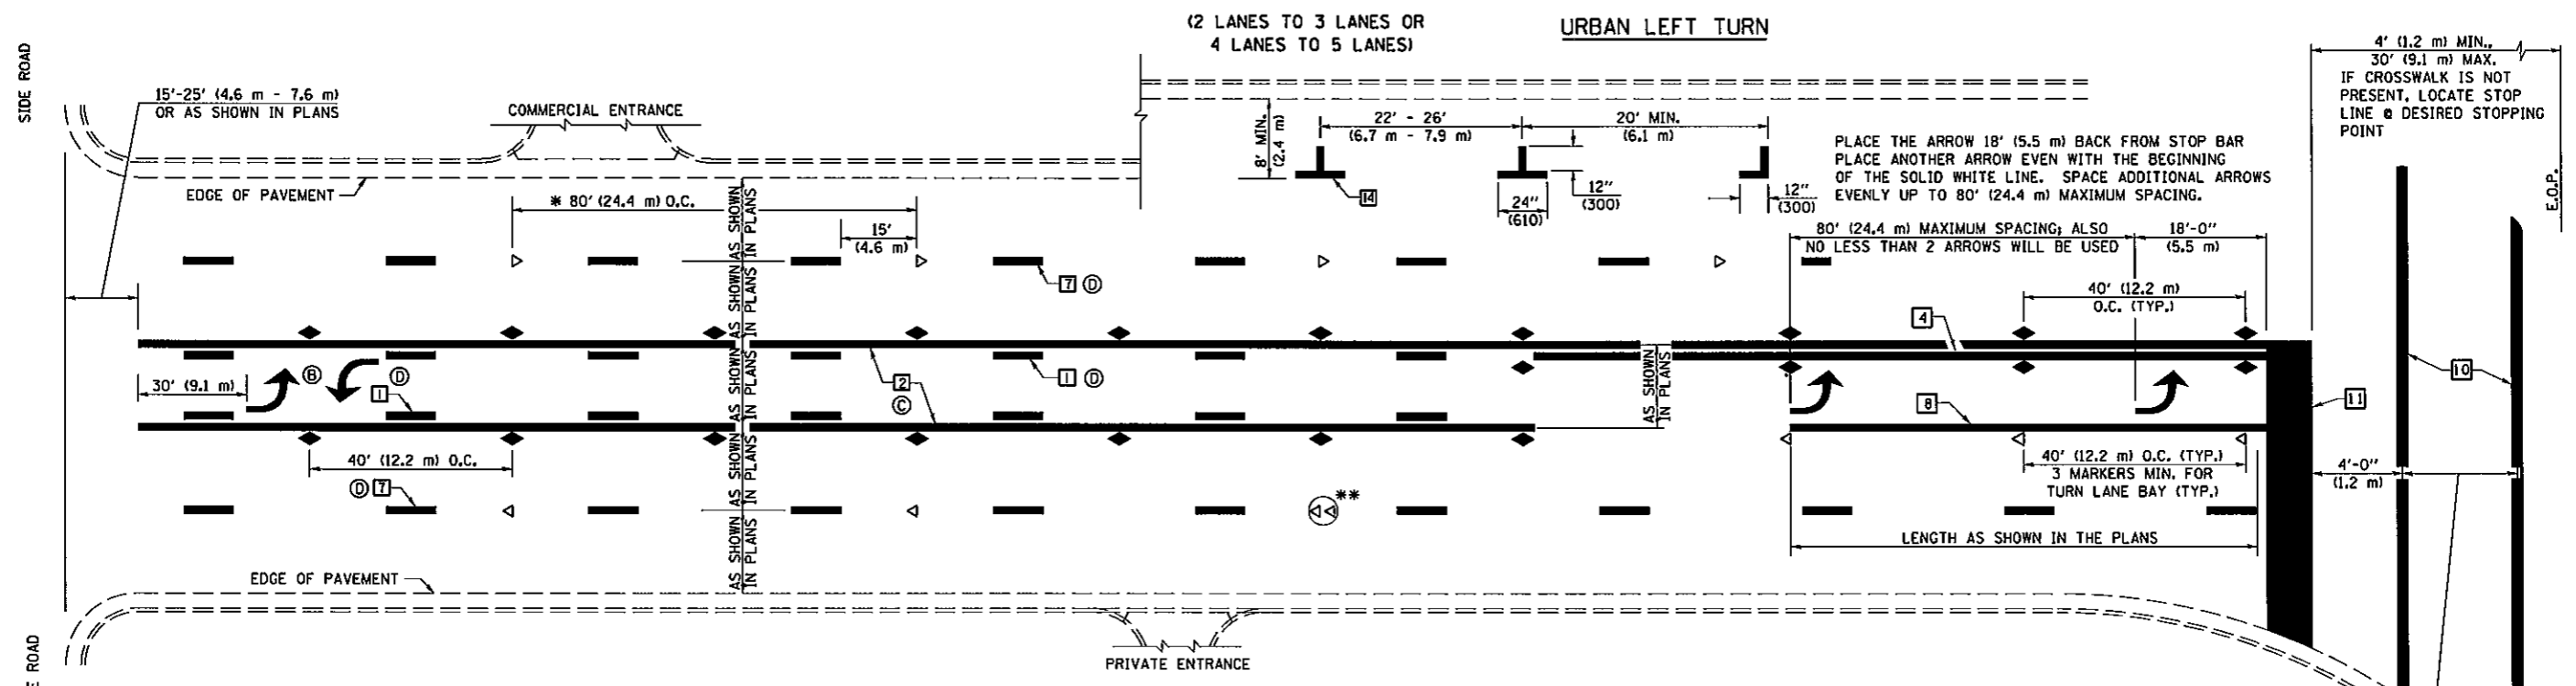 (2 LANES TO 3 LANES OR
4 LANES TO 5 LANES)
URBAN LEFT TURN
SIDE ROAD
15'-25' (4.6 m - 7.6 m)
OR AS SHOWN IN PLANS
COMMERCIAL ENTRANCE
EDGE OF PAVEMENT
* 80' (24.4 m) O.C.
15'
(4.6 m)
8' MIN.
(2.4 m)
22' - 26'
(6.7 m - 7.9 m)
20' MIN.
(6.1 m)
14
24"
(610)
12"
(300)
12"
(300)
4' (1.2 m) MIN.,
30' (9.1 m) MAX.
IF CROSSWALK IS NOT
PRESENT, LOCATE STOP
LINE @ DESIRED STOPPING
POINT
E.O.P.
PLACE THE ARROW 18' (5.5 m) BACK FROM STOP BAR
PLACE ANOTHER ARROW EVEN WITH THE BEGINNING
OF THE SOLID WHITE LINE. SPACE ADDITIONAL ARROWS
EVENLY UP TO 80' (24.4 m) MAXIMUM SPACING.
80' (24.4 m) MAXIMUM SPACING; ALSO
NO LESS THAN 2 ARROWS WILL BE USED
18'-0"
(5.5 m)
7 D
40' (12.2 m)
O.C. (TYP.)
4
AS SHOWN
IN PLANS
AS SHOWN
IN PLANS
AS SHOWN
IN PLANS
AS SHOWN
IN PLANS
AS SHOWN
IN PLANS
30' (9.1 m)
B
D
1
2
C
1 D
8
10
11
40' (12.2 m) O.C.
D 7
**
40' (12.2 m) O.C. (TYP.)
3 MARKERS MIN. FOR
TURN LANE BAY (TYP.)
4'-0"
(1.2 m)
LENGTH AS SHOWN IN THE PLANS
EDGE OF PAVEMENT
PRIVATE ENTRANCE
E ROAD